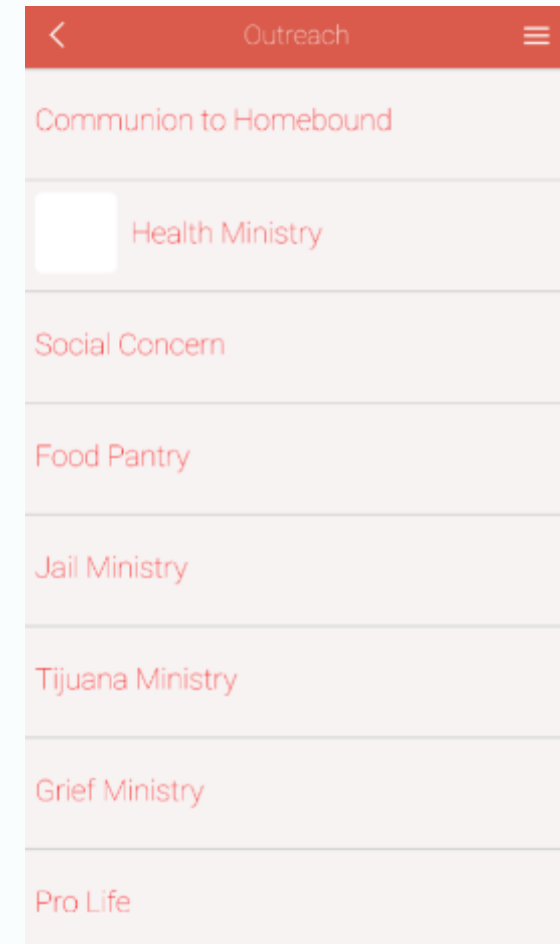 Outreach
Communion to Homebound
Health Ministry
Social Concern
Food Pantry
Jail Ministry
Tijuana Ministry
Grief Ministry
Pro Life